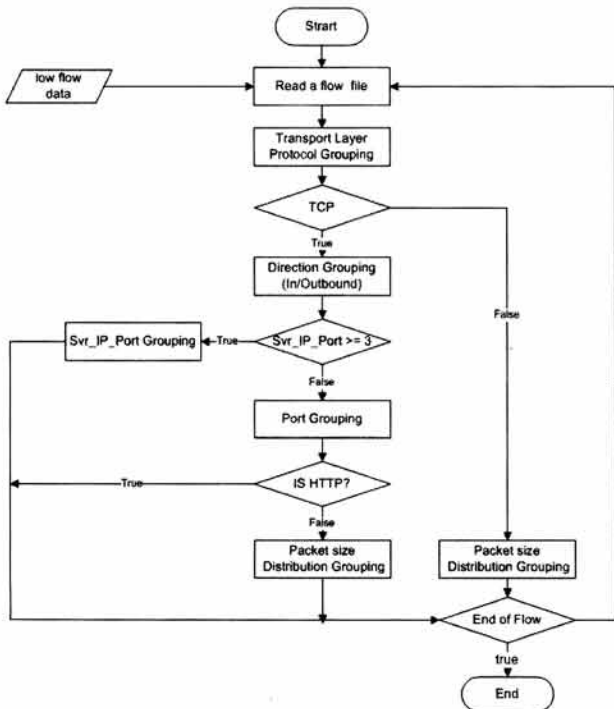 Strart
low flow
data
Read a flow file
Transport Layer
Protocol Grouping
TCP
True
Direction Grouping
(In/Outbound)
False
Svr_IP_Port Grouping
True
Svr_IP_Port >= 3
False
Port Grouping
True
IS HTTP?
False
Packet size
Distribution Grouping
Packet size
Distribution Grouping
End of Flow
true
End